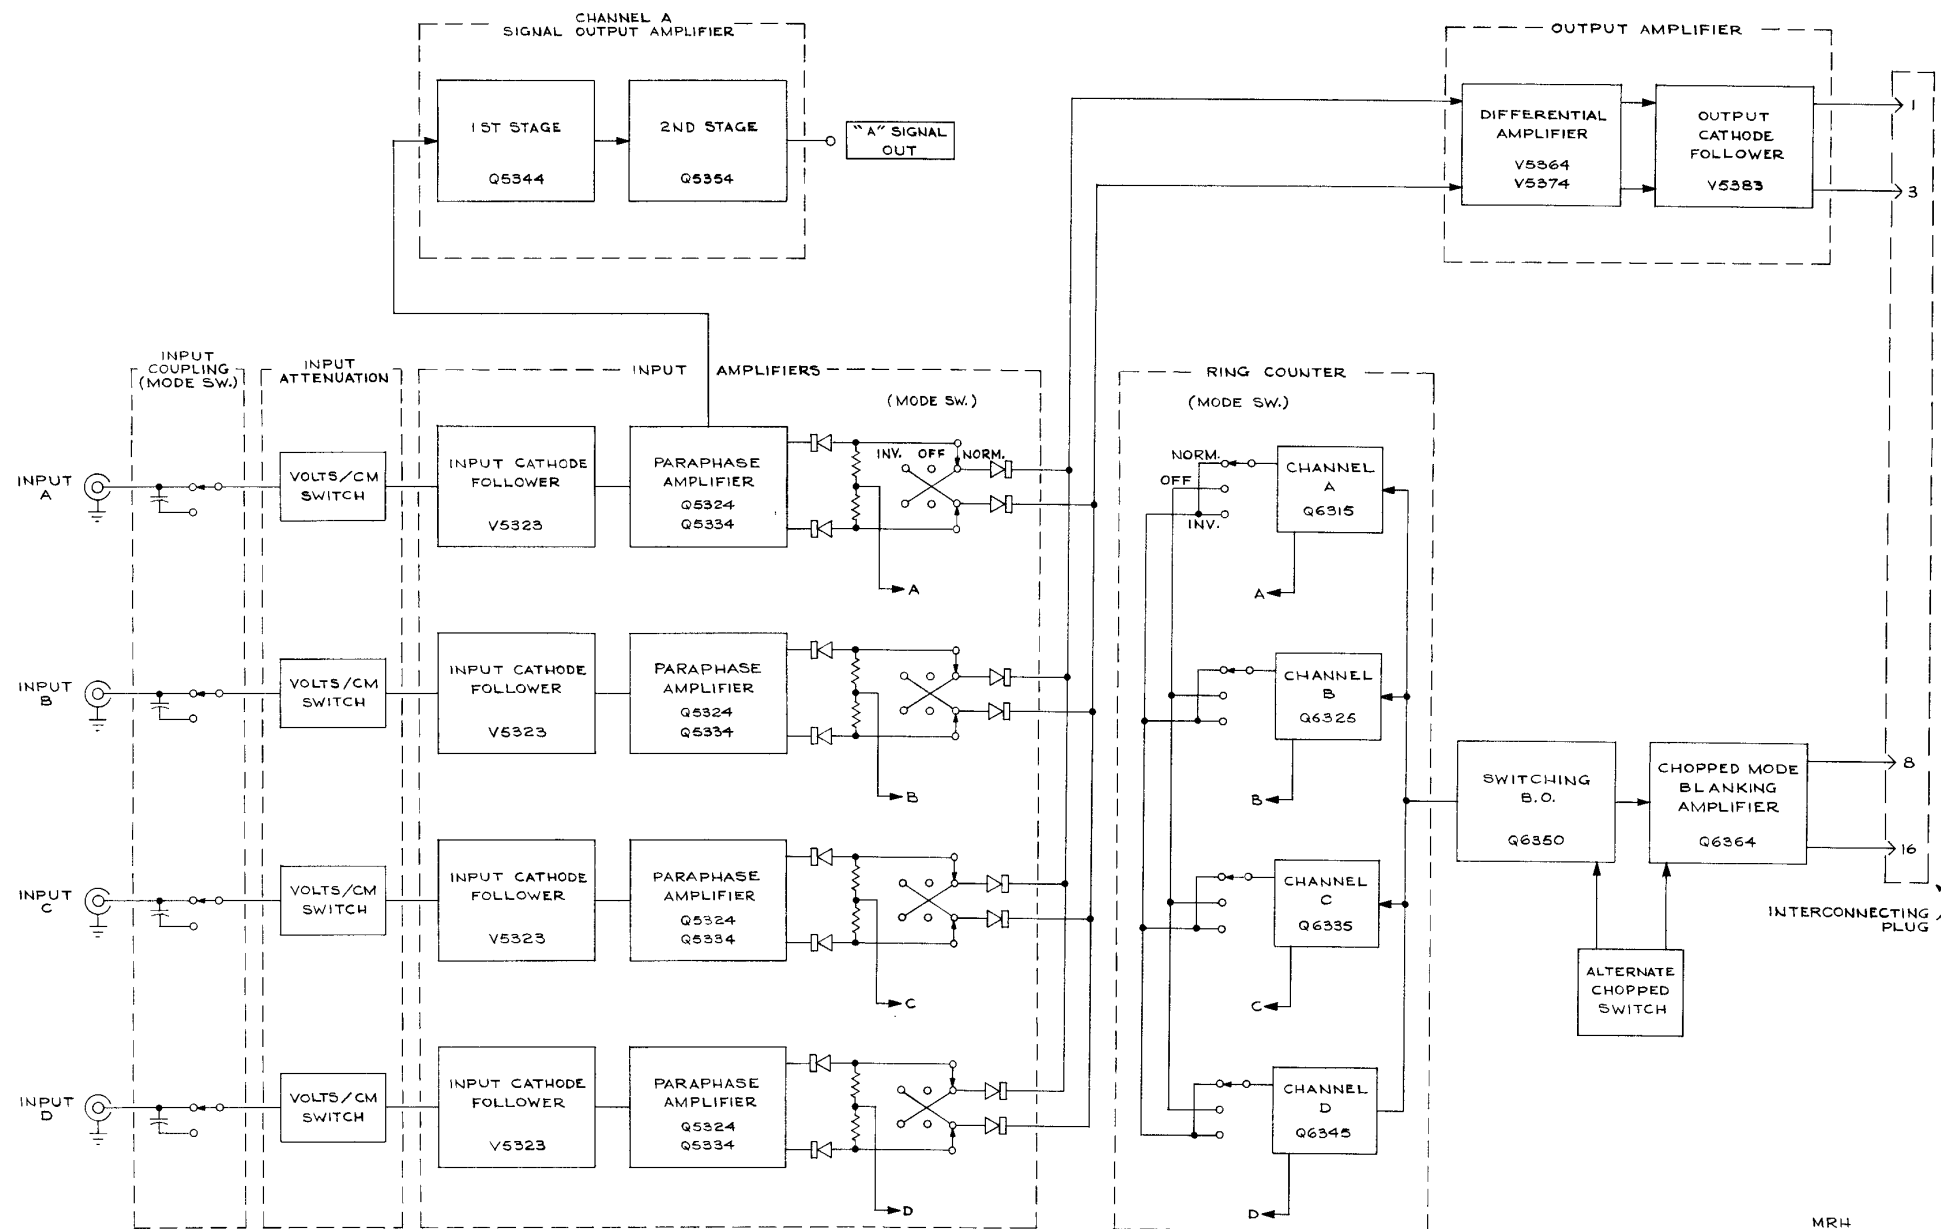 CHANNEL A
SIGNAL OUTPUT AMPLIFIER
1ST STAGE
Q5344
2ND STAGE
Q5354
"A" SIGNAL
OUT
OUTPUT AMPLIFIER
DIFFERENTIAL
AMPLIFIER
V5364
V5374
OUTPUT
CATHODE
FOLLOWER
V5383
1
3
INPUT
COUPLING
(MODE SW.)
INPUT
ATTENUATION
INPUT AMPLIFIERS
(MODE SW.)
RING COUNTER
(MODE SW.)
INPUT
A
VOLTS/CM
SWITCH
INPUT CATHODE
FOLLOWER
V5323
PARAPHASE
AMPLIFIER
Q5324
Q5334
INV. OFF NORM.
A
NORM.
OFF
INV.
CHANNEL
A
Q6315
A
INPUT
B
VOLTS/CM
SWITCH
INPUT CATHODE
FOLLOWER
V5323
PARAPHASE
AMPLIFIER
Q5324
Q5334
B
CHANNEL
B
Q6325
B
SWITCHING
B.O.
Q6350
CHOPPED MODE
BLANKING
AMPLIFIER
Q6364
8
16
INTERCONNECTING
PLUG
INPUT
C
VOLTS/CM
SWITCH
INPUT CATHODE
FOLLOWER
V5323
PARAPHASE
AMPLIFIER
Q5324
Q5334
C
CHANNEL
C
Q6335
C
ALTERNATE
CHOPPED
SWITCH
INPUT
D
VOLTS/CM
SWITCH
INPUT CATHODE
FOLLOWER
V5323
PARAPHASE
AMPLIFIER
Q5324
Q5334
D
CHANNEL
D
Q6345
D
MRH